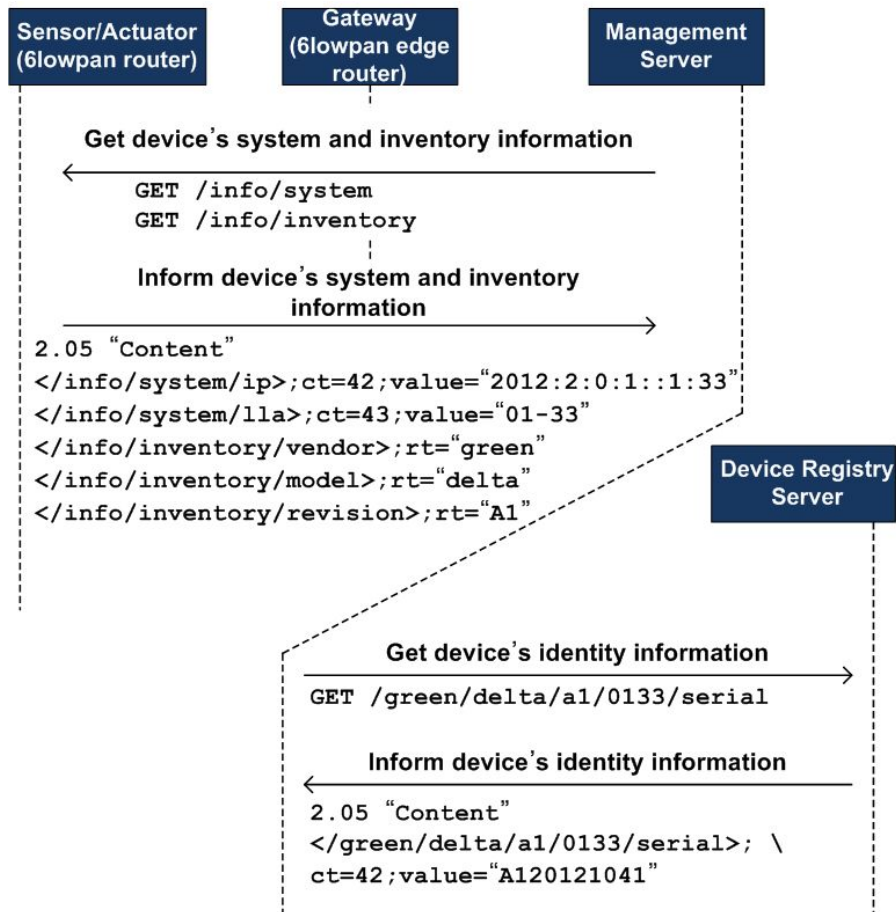 Sensor/Actuator
(6lowpan router)
Gateway
(6lowpan edge
router)
Management
Server
Get device’s system and inventory information
GET /info/system
GET /info/inventory
Inform device’s system and inventory
information
2.05 “Content”
</info/system/ip>;ct=42;value=“2012:2:0:1::1:33”
</info/system/lla>;ct=43;value=“01-33”
</info/inventory/vendor>;rt=“green”
</info/inventory/model>;rt=“delta”
</info/inventory/revision>;rt=“A1”
Device Registry
Server
Get device’s identity information
GET /green/delta/a1/0133/serial
Inform device’s identity information
2.05 “Content”
</green/delta/a1/0133/serial>; \
ct=42;value=“A120121041”